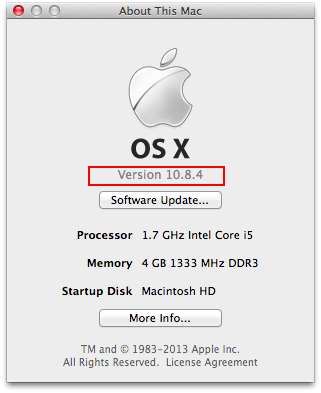 About This Mac
OS X
Version 10.8.4
Software Update...
Processor 1.7 GHz Intel Core i5
Memory 4 GB 1333 MHz DDR3
Startup Disk Macintosh HD
More Info...
TM and © 1983-2013 Apple Inc.
All Rights Reserved. License Agreement